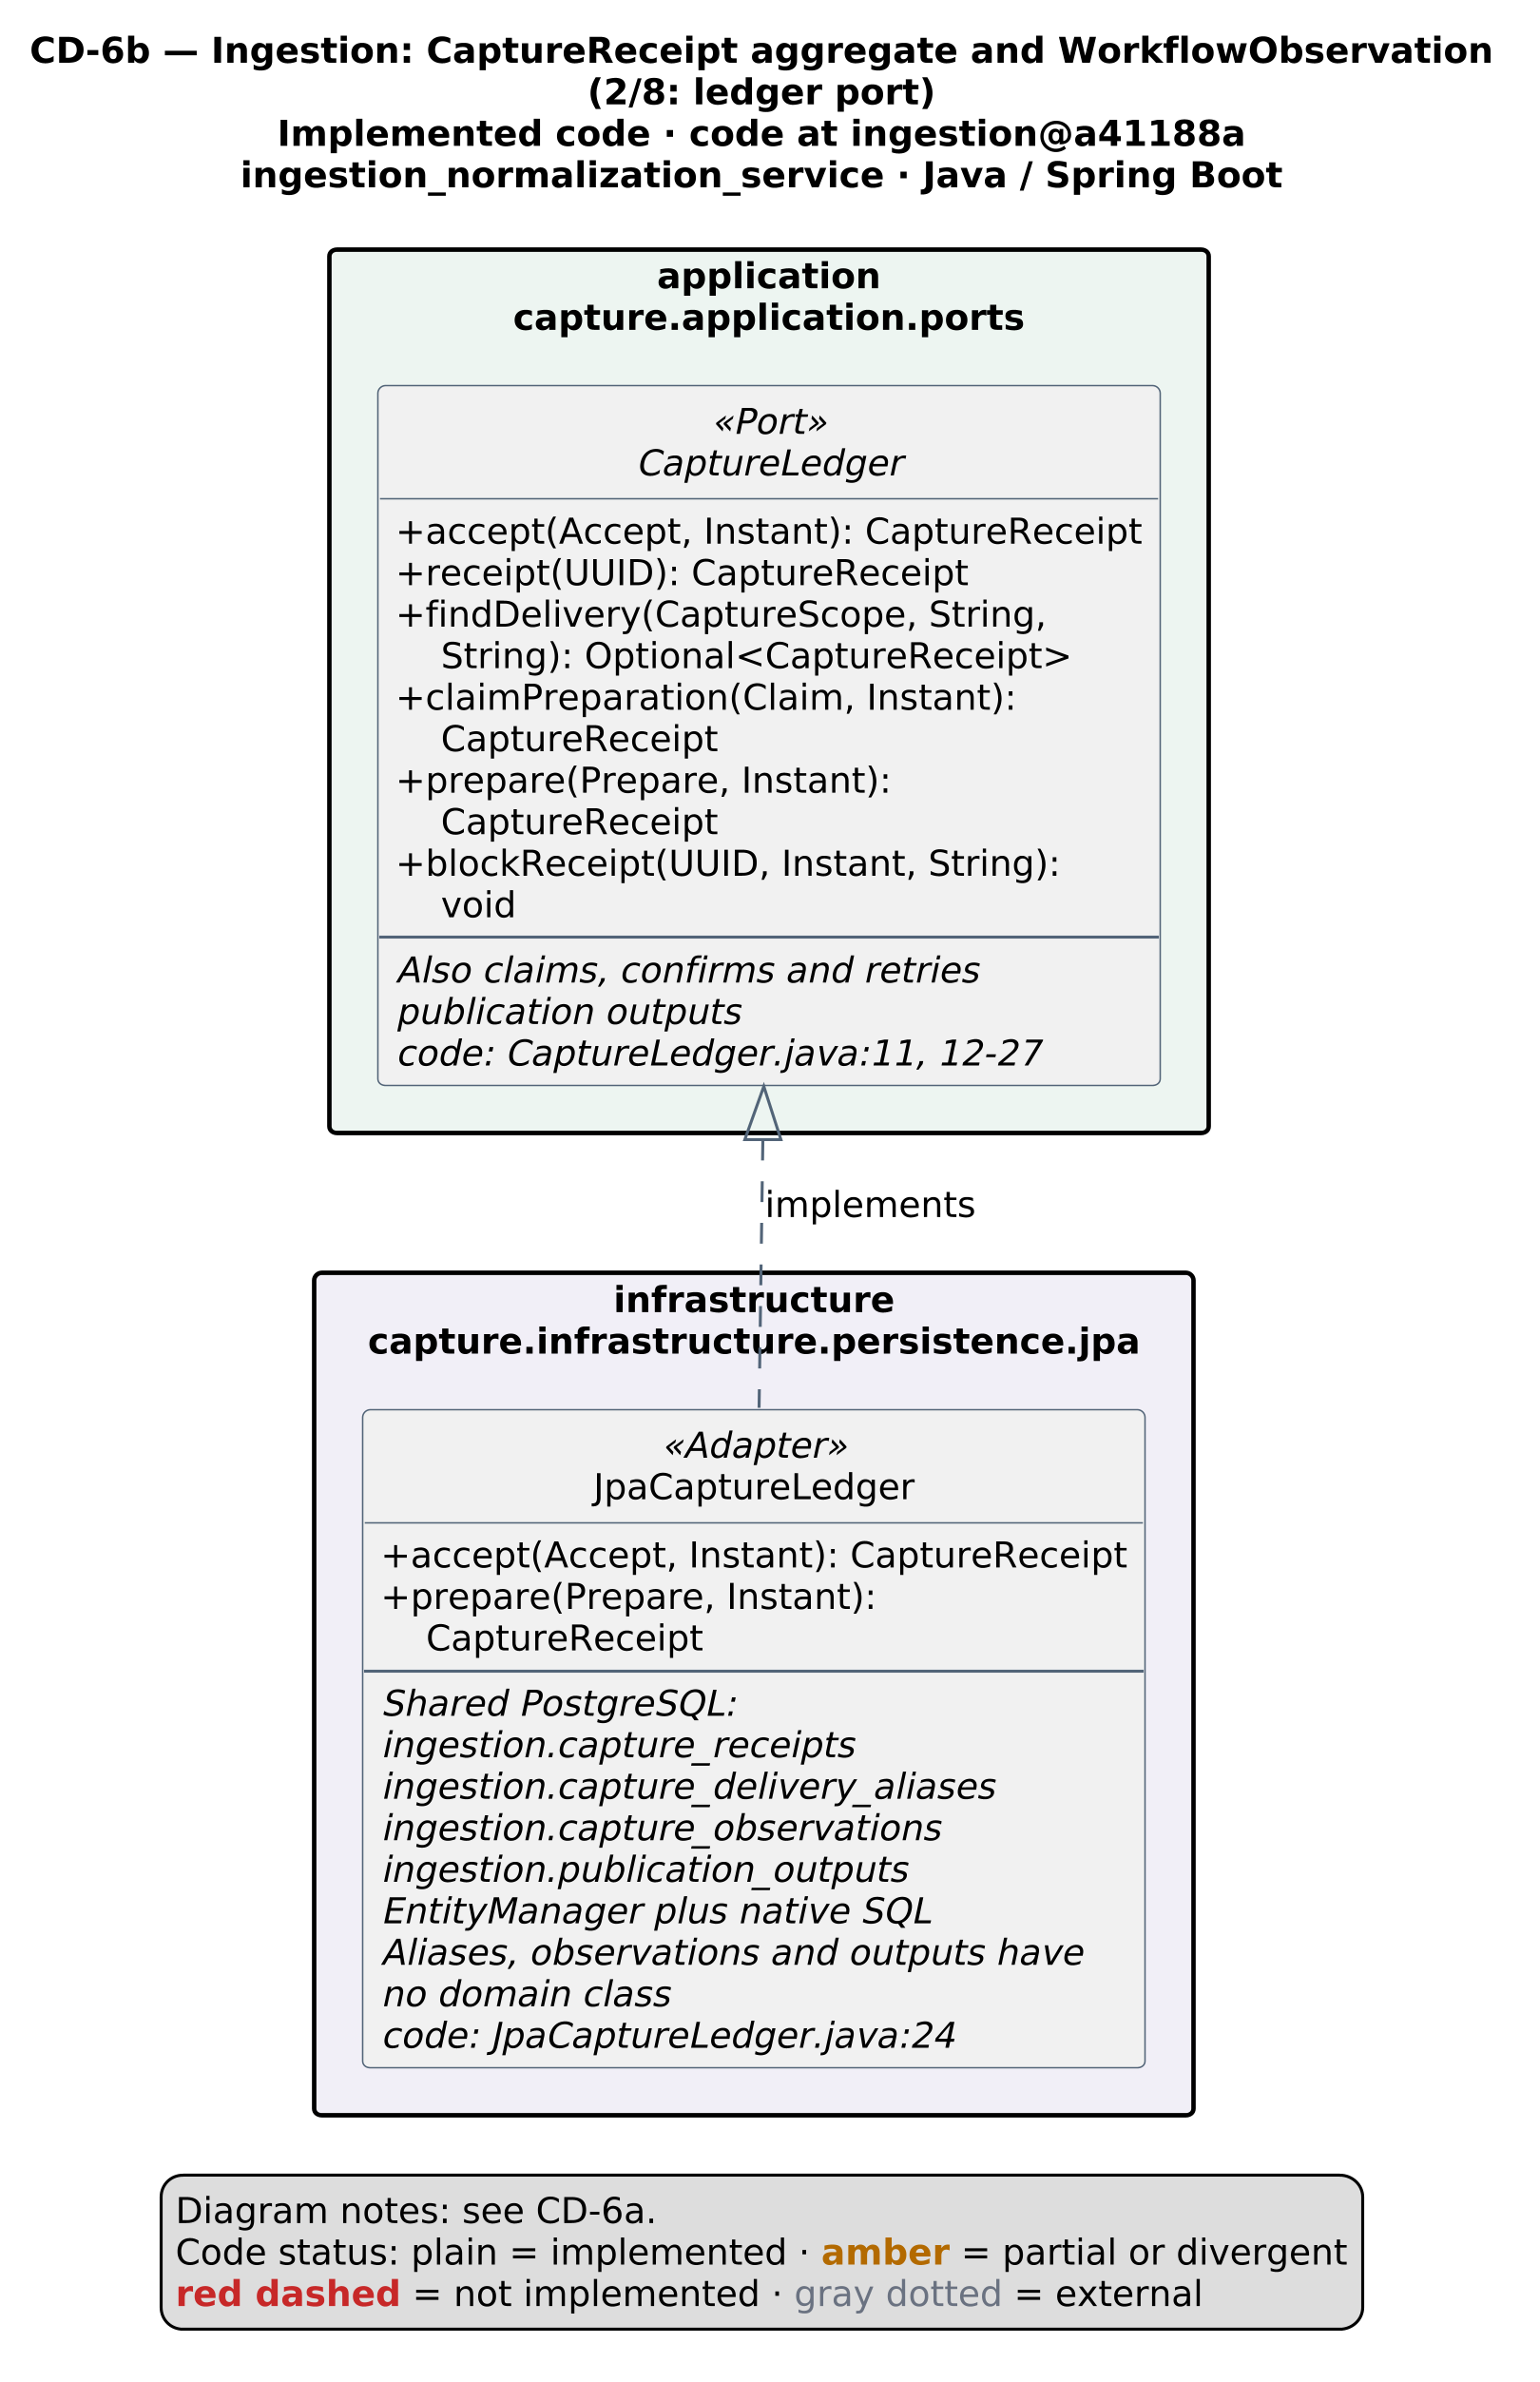 CD-6b — Ingestion: CaptureReceipt aggregate and WorkflowObservation
(2/8: ledger port)
Implemented code · code at ingestion@a41188a
ingestion_normalization_service · Java / Spring Boot
application
capture.application.ports
«Port»
CaptureLedger
+accept(Accept, Instant): CaptureReceipt
+receipt(UUID): CaptureReceipt
+findDelivery(CaptureScope, String,
String): Optional<CaptureReceipt>
+claimPreparation(Claim, Instant):
CaptureReceipt
+prepare(Prepare, Instant):
CaptureReceipt
+blockReceipt(UUID, Instant, String):
void
Also claims, confirms and retries
publication outputs
code: CaptureLedger.java:11, 12-27
implements
infrastructure
capture.infrastructure.persistence.jpa
«Adapter»
JpaCaptureLedger
+accept(Accept, Instant): CaptureReceipt
+prepare(Prepare, Instant):
CaptureReceipt
Shared PostgreSQL:
ingestion.capture_receipts
ingestion.capture_delivery_aliases
ingestion.capture_observations
ingestion.publication_outputs
EntityManager plus native SQL
Aliases, observations and outputs have
no domain class
code: JpaCaptureLedger.java:24
Diagram notes: see CD-6a.
Code status: plain = implemented · amber = partial or divergent
red dashed = not implemented · gray dotted = external